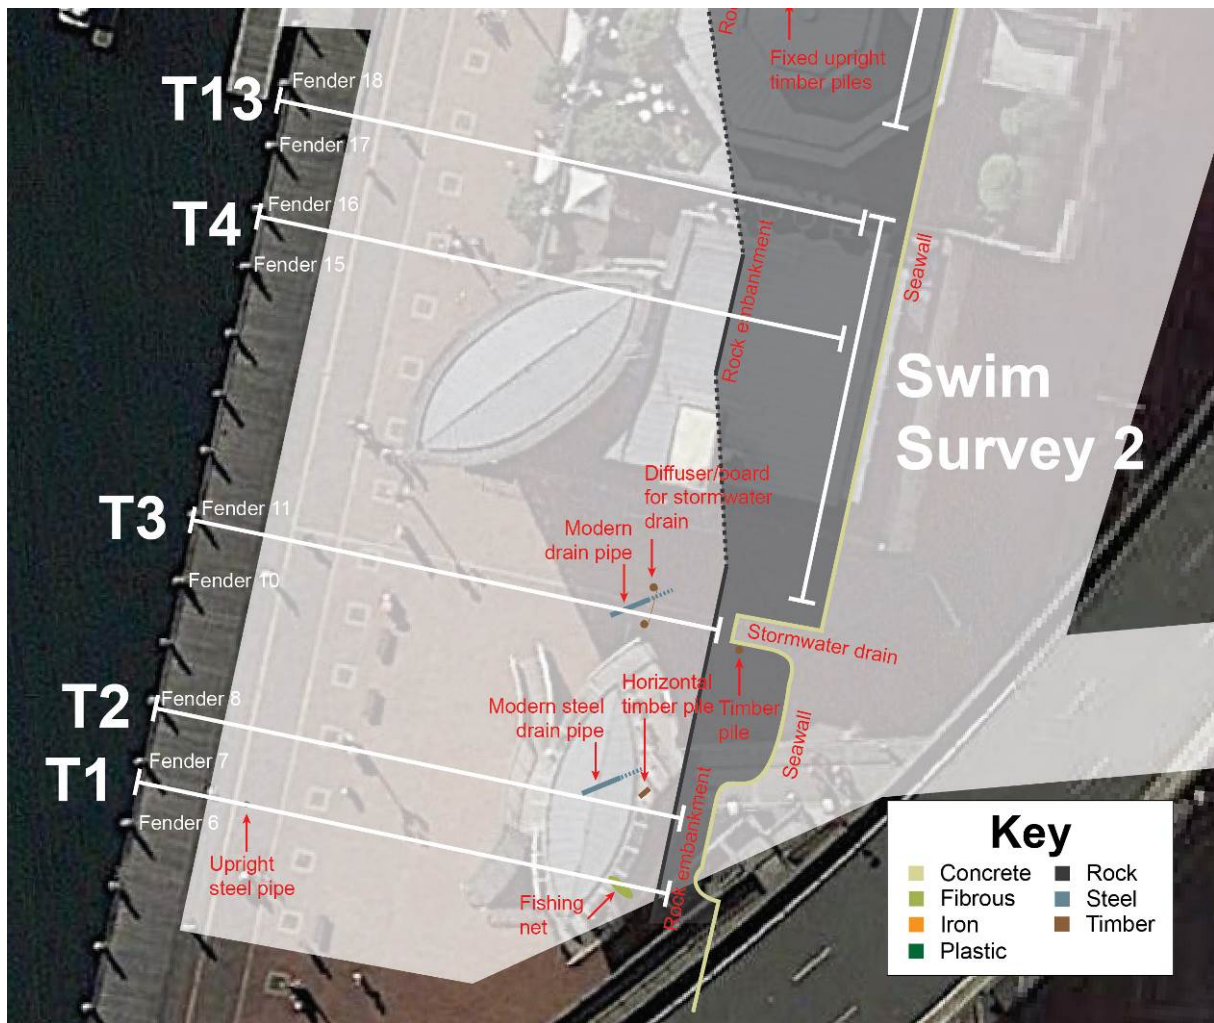 Roc
Fixed upright
timber piles
Fender 18
T13
Fender 17
Fender 16
T4
Fender 15
Rock embankment
Seawall
Swim
Survey 2
Diffuser/board
for stormwater
drain
Fender 11
T3
Modern
drain pipe
Fender 10
Stormwater drain
Horizontal
timber pile
Fender 8
T2
Modern steel
drain pipe
Timber
pile
Seawall
Fender 7
T1
Fender 6
Rock embankment
Upright
steel pipe
Fishing
net
Key
Concrete
Fibrous
Iron
Plastic
Rock
Steel
Timber